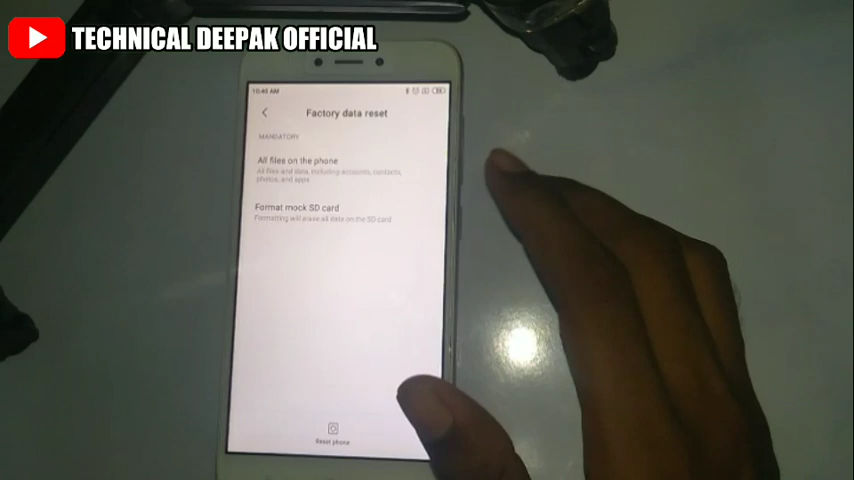 TECHNICAL DEEPAK OFFICIAL
10:40 AM
Factory data reset
MANDATORY
All files on the phone
All files and data, including accounts, contacts,
photos, and apps
Format mock SD card
Formatting will erase all data on the SD card
Reset phone